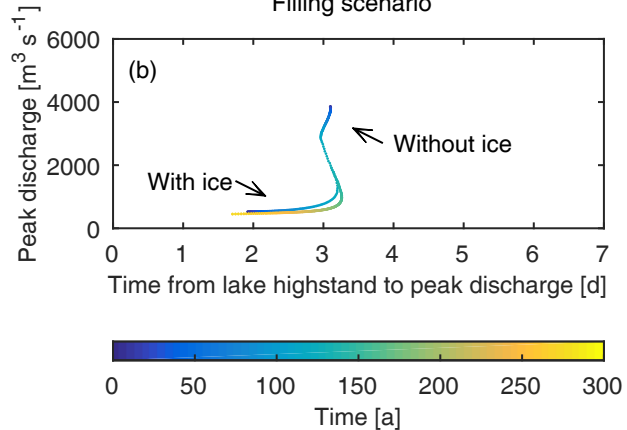 Filling scenario
6000
4000
2000
0
Peak discharge [m³ s⁻¹]
(b)
Without ice
With ice
0 1 2 3 4 5 6 7
Time from lake highstand to peak discharge [d]
0 50 100 150 200 250 300
Time [a]